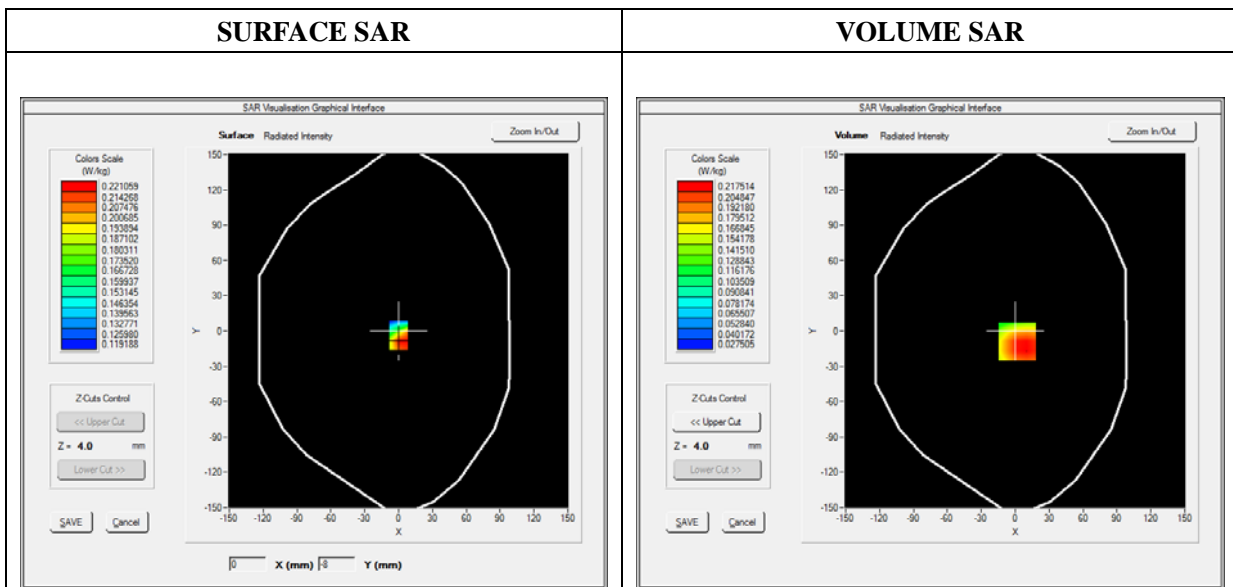 SURFACE SAR
VOLUME SAR
SAR Visualisation Graphical Interface
Surface Radiated Intensity
Zoom In/Out
Colors Scale
(W/kg)
0.221059
0.214268
0.207476
0.200685
0.193894
0.187102
0.180311
0.173520
0.166728
0.159937
0.153145
0.146354
0.139563
0.132771
0.125980
0.119188
Z-Cuts Control
<< Upper Cut
Z = 4.0 mm
Lower Cut >>
SAVE Cancel
150
120
90
60
30
0
-30
-60
-90
-120
-150
Y
-150 -120 -90 -60 -30 0 30 60 90 120 150
X
0 X (mm) -8 Y (mm)
SAR Visualisation Graphical Interface
Volume Radiated Intensity
Zoom In/Out
Colors Scale
(W/kg)
0.217514
0.204847
0.192180
0.179512
0.166845
0.154178
0.141510
0.128843
0.116176
0.103509
0.090841
0.078174
0.065507
0.052840
0.040172
0.027505
Z-Cuts Control
<< Upper Cut
Z = 4.0 mm
Lower Cut >>
SAVE Cancel
150
120
90
60
30
0
-30
-60
-90
-120
-150
Y
-150 -120 -90 -60 -30 0 30 60 90 120 150
X